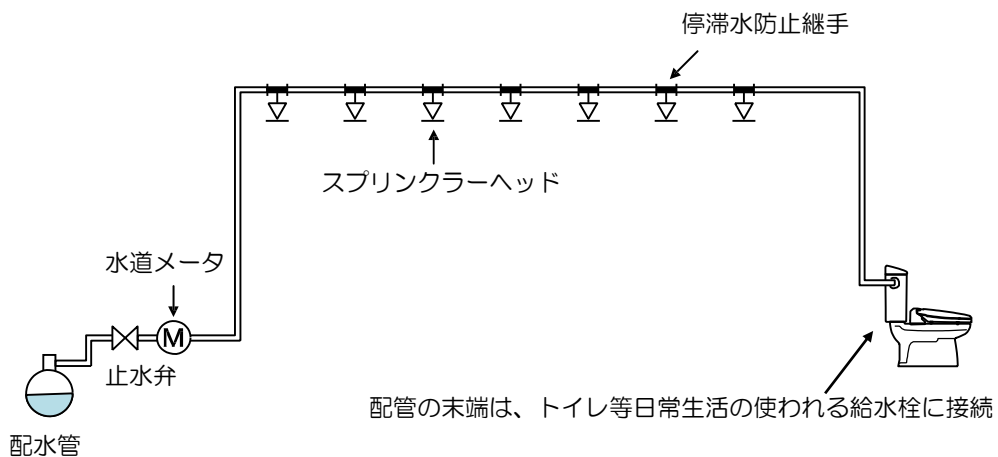 停滞水防止継手
スプリンクラーヘッド
水道メータ
M
止水弁
配管の末端は、トイレ等日常生活の使われる給水栓に接続
配水管